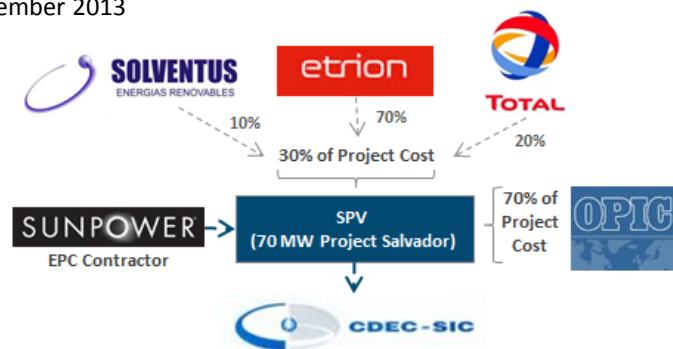 ember 2013
SOLVENTUS
ENERGIAS RENOVABLES
etrion
TOTAL
10%
70%
20%
30% of Project Cost
SUNPOWER
EPC Contractor
SPV
(70 MW Project Salvador)
70% of
Project
Cost
OPIC
CDEC-SIC